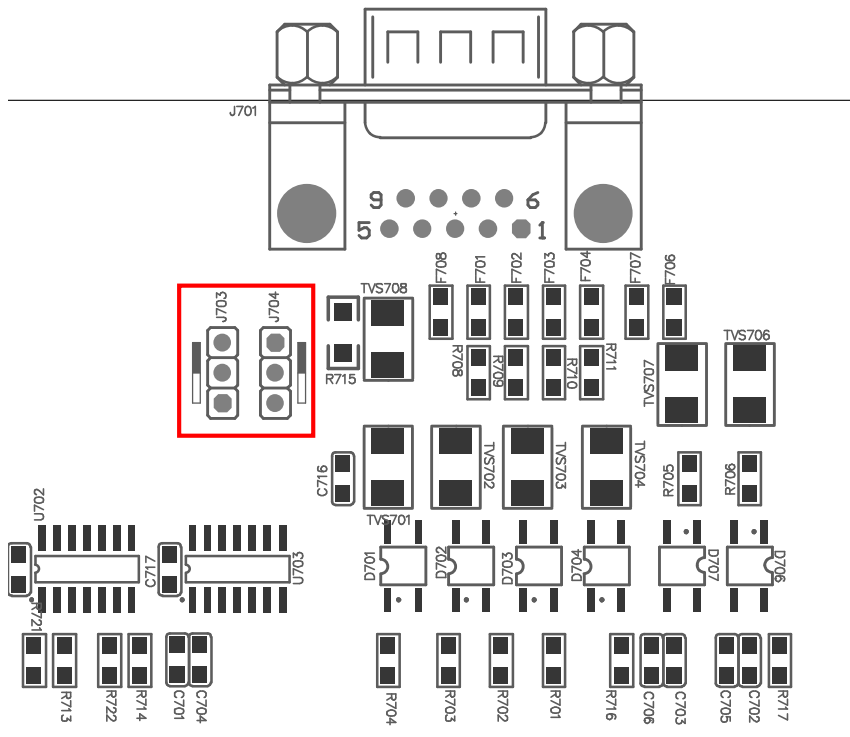 J701
9 6
5 1
F708 F701 F702 F703 F704 F707 F706
J703 J704 TVS708
R715 R708 R709 R710 R711 TVS707 TVS706
C716 TVS701 TVS702 TVS703 TVS704 R705 R706
U702 C717 U703 D701 D702 D703 D704 D707 D706
R721
R713 R722 R714 C701 C704 R704 R703 R702 R701 R716 C706 C703 C705 C702 R717